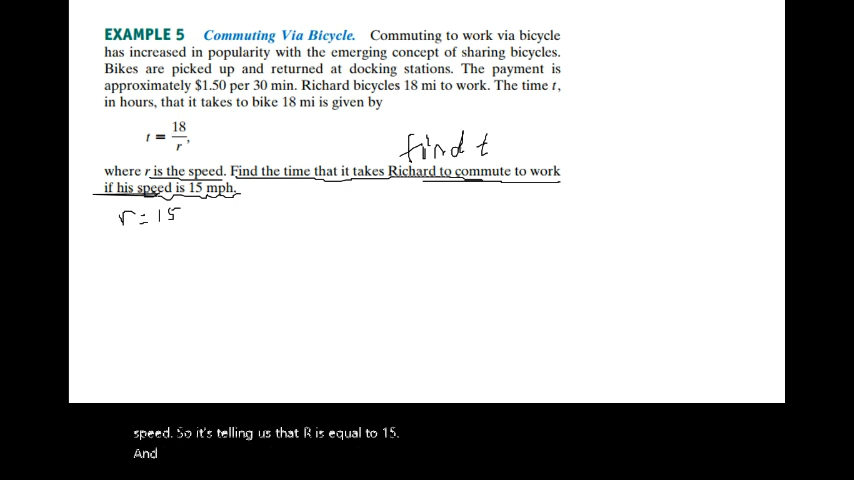 EXAMPLE 5 Commuting Via Bicycle. Commuting to work via bicycle
has increased in popularity with the emerging concept of sharing bicycles.
Bikes are picked up and returned at docking stations. The payment is
approximately $1.50 per 30 min. Richard bicycles 18 mi to work. The time t,
in hours, that it takes to bike 18 mi is given by
t = 18/r,
find t
where r is the speed. Find the time that it takes Richard to commute to work
if his speed is 15 mph.
r = 15
speed. So it's telling us that R is equal to 15.
And